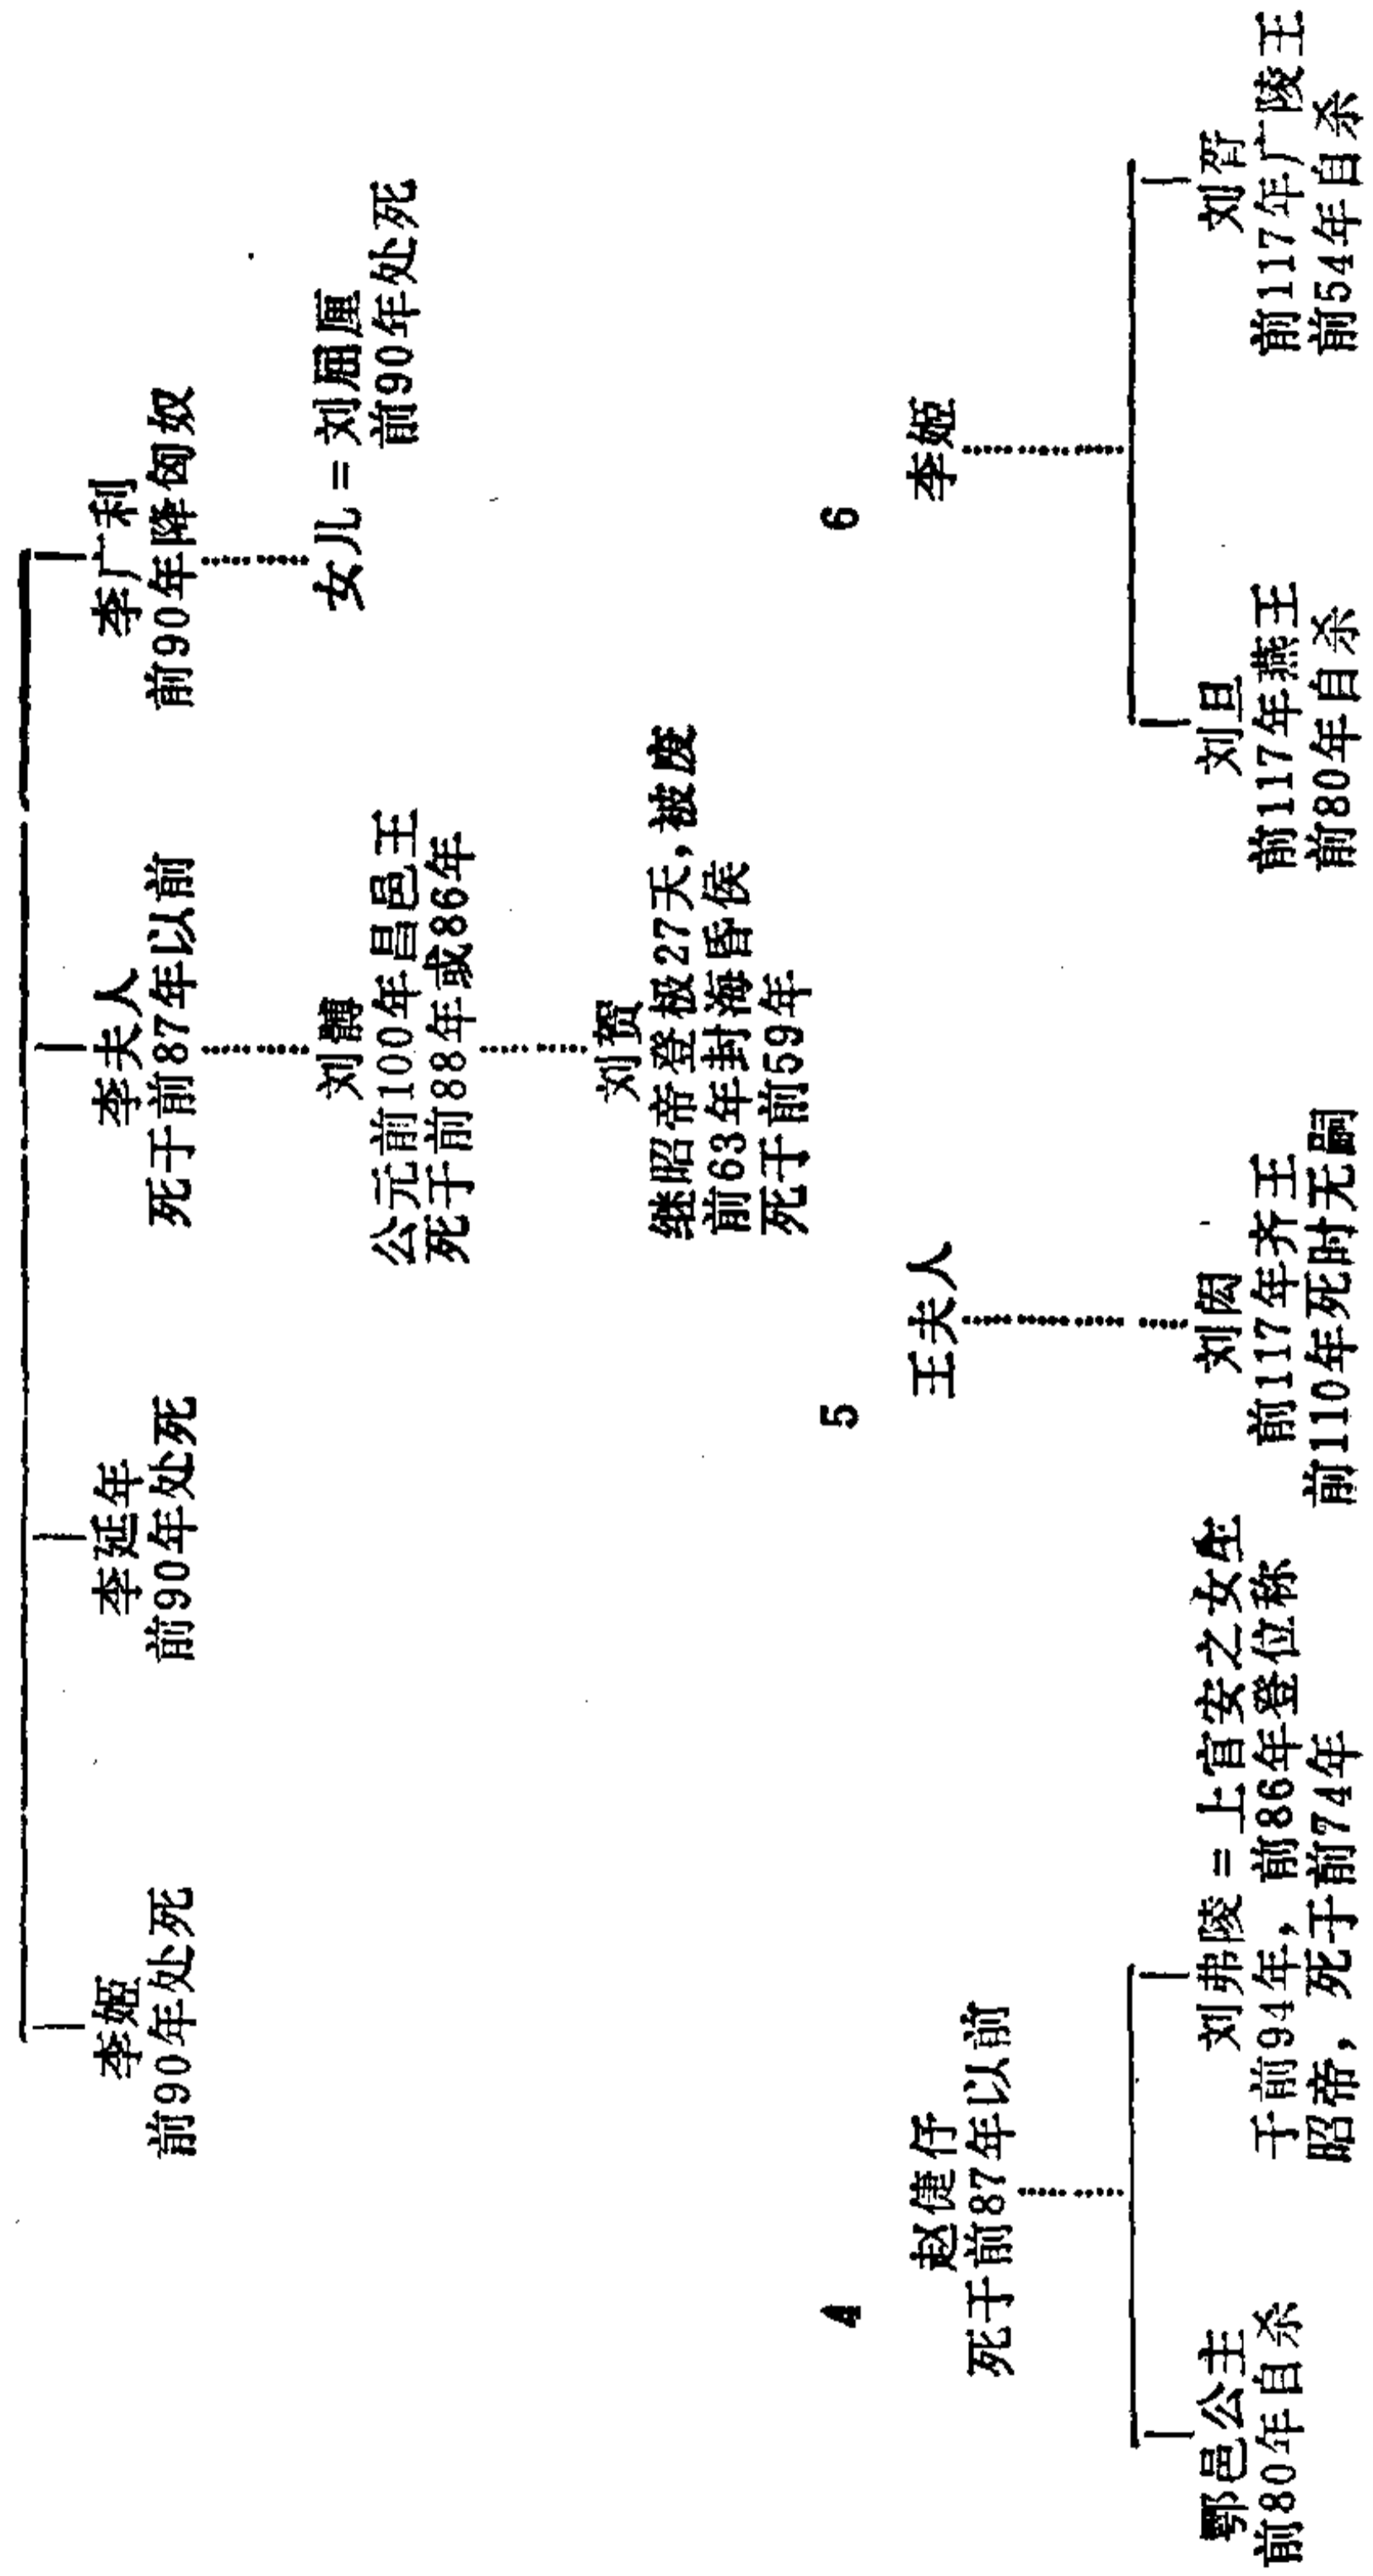 李姬
前90年处死
李延年
前90年处死
李夫人
死于前87年以前
李广利
前90年降匈奴
刘髆
公元前100年昌邑王
死于前88年或86年
女儿＝刘屈厘
前90年处死
刘贺
继昭帝登极27天，被废
前63年封海昏侯
死于前59年
4
赵倢伃
死于前87年以前
鄂邑公主
前80年自杀
刘弗陵＝上官安之女生
于前94年，前86年登位称
昭帝，死于前74年
5
王夫人
刘闳
前117年齐王
前110年死时无嗣
6
李姬
刘旦
前117年燕王
前80年自杀
刘胥
前117年广陵王
前54年自杀